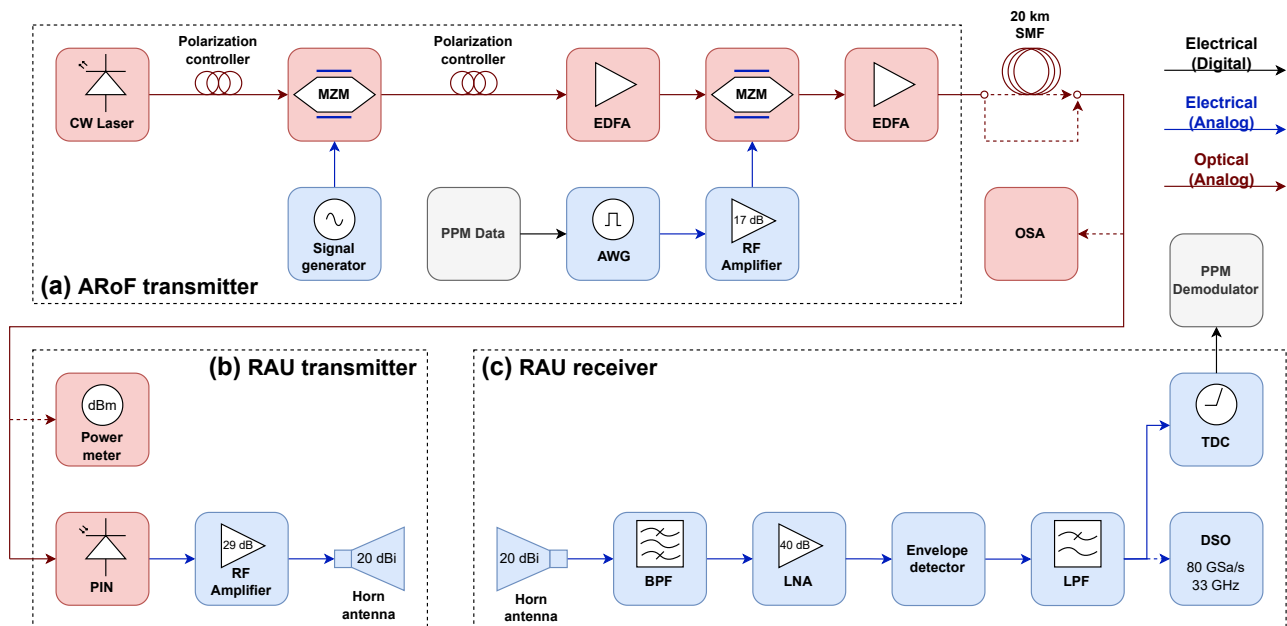 Polarization
controller
Polarization
controller
20 km
SMF
CW Laser
MZM
EDFA
MZM
EDFA
Electrical
(Digital)
Electrical
(Analog)
Optical
(Analog)
Signal
generator
PPM Data
AWG
17 dB
RF
Amplifier
OSA
PPM
Demodulator
(a) ARoF transmitter
(b) RAU transmitter
(c) RAU receiver
dBm
Power
meter
TDC
PIN
29 dB
RF
Amplifier
20 dBi
Horn
antenna
20 dBi
Horn
antenna
BPF
40 dB
LNA
Envelope
detector
LPF
DSO
80 GSa/s
33 GHz